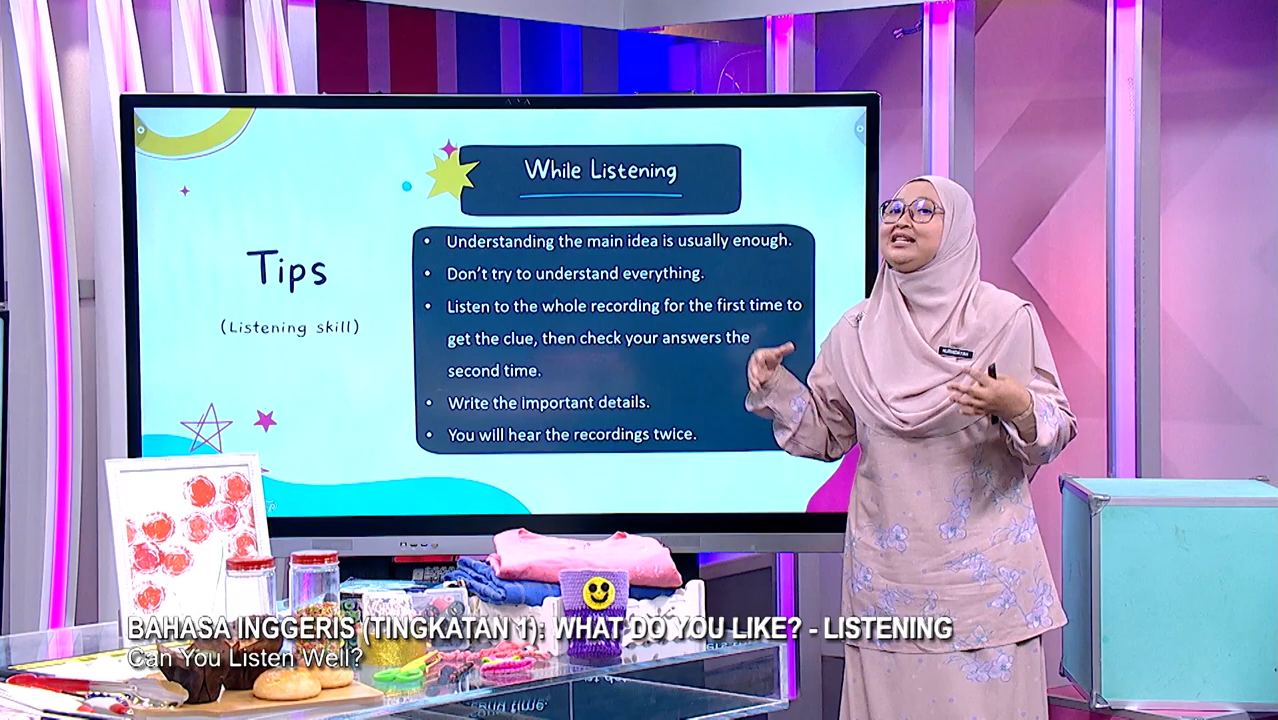 While Listening
Tips
(Listening skill)
• Understanding the main idea is usually enough.
• Don't try to understand everything.
• Listen to the whole recording for the first time to
get the clue, then check your answers the
second time.
• Write the important details.
• You will hear the recordings twice.
BAHASA INGGERIS (TINGKATAN 1): WHAT DO YOU LIKE? - LISTENING
Can You Listen Well?